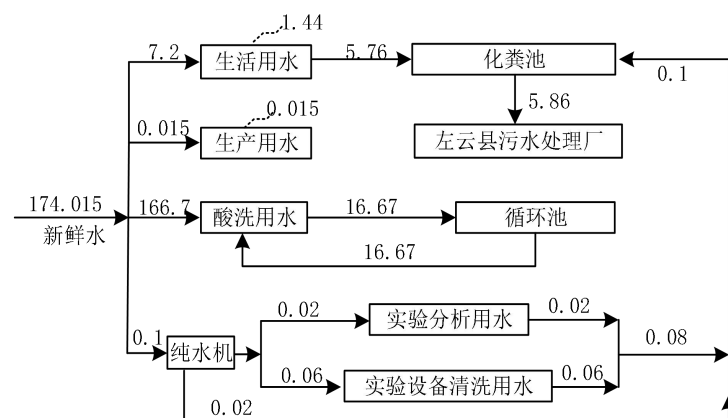 1.44
7.2
生活用水
5.76
化粪池
0.1
5.86
0.015
0.015
生产用水
左云县污水处理厂
174.015
新鲜水
166.7
酸洗用水
16.67
循环池
16.67
0.1
纯水机
0.02
实验分析用水
0.02
0.08
0.06
实验设备清洗用水
0.06
0.02